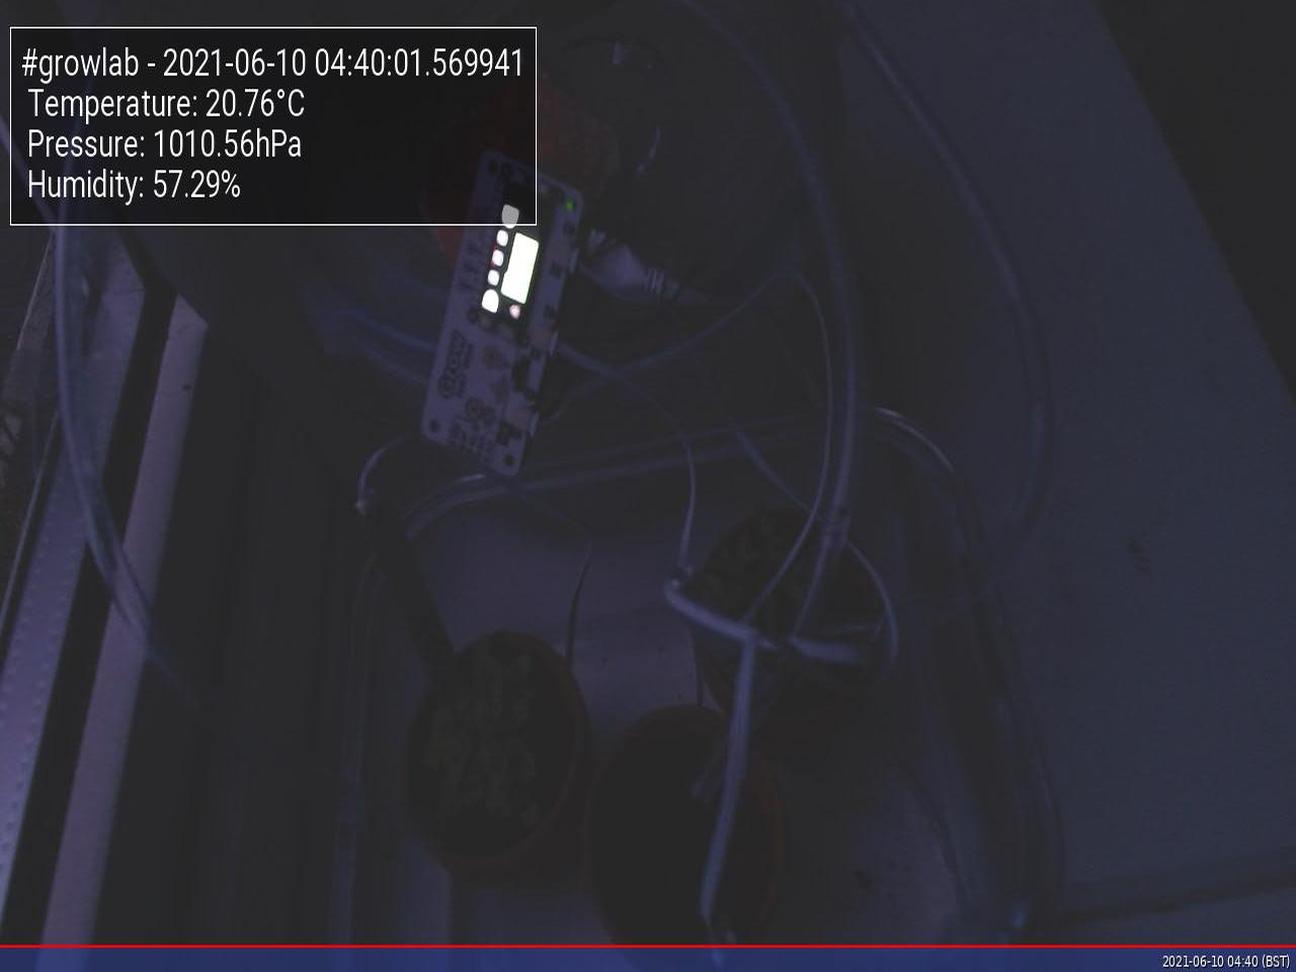 #growlab - 2021-06-10 04:40:01.569941
Temperature: 20.76°C
Pressure: 1010.56hPa
Humidity: 57.29%
Grow
2021-06-10 04:40 (BST)